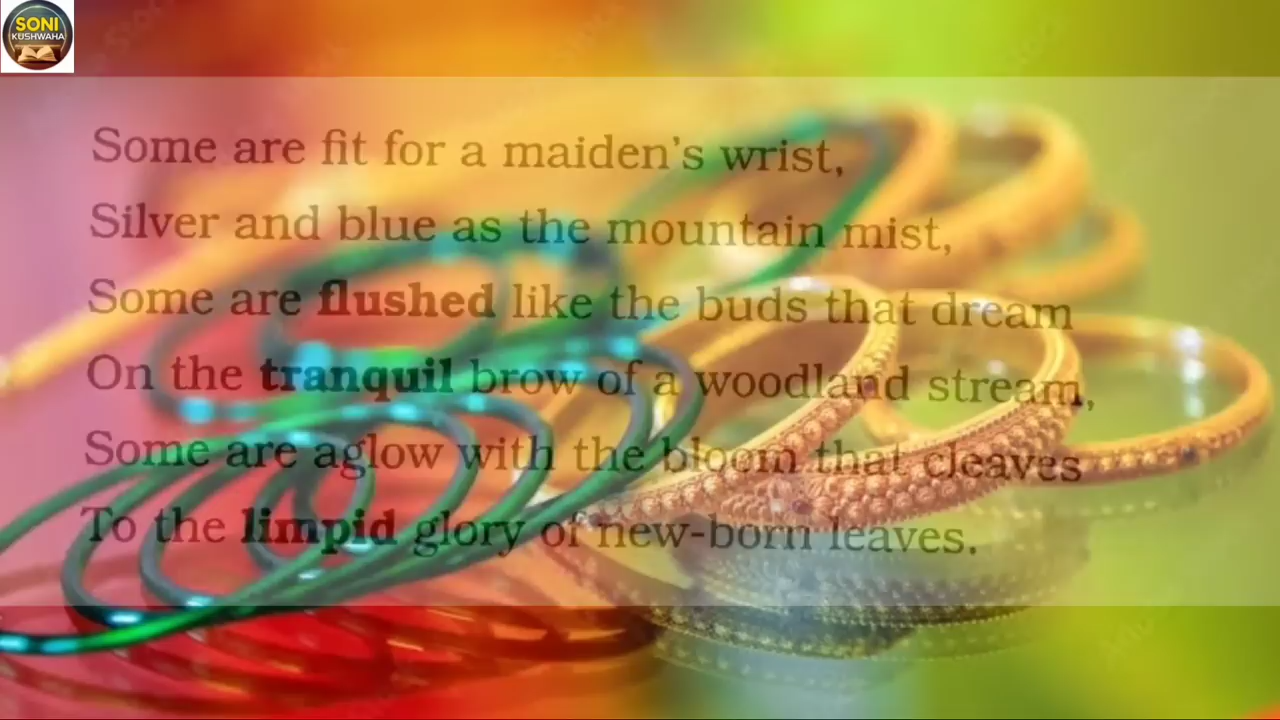 SONI
KUSHWAHA
Some are fit for a maiden's wrist,
Silver and blue as the mountain mist,
Some are flushed like the buds that dream
On the tranquil brow of a woodland stream,
Some are aglow with the bloom that cleaves
To the limpid glory of new-born leaves.